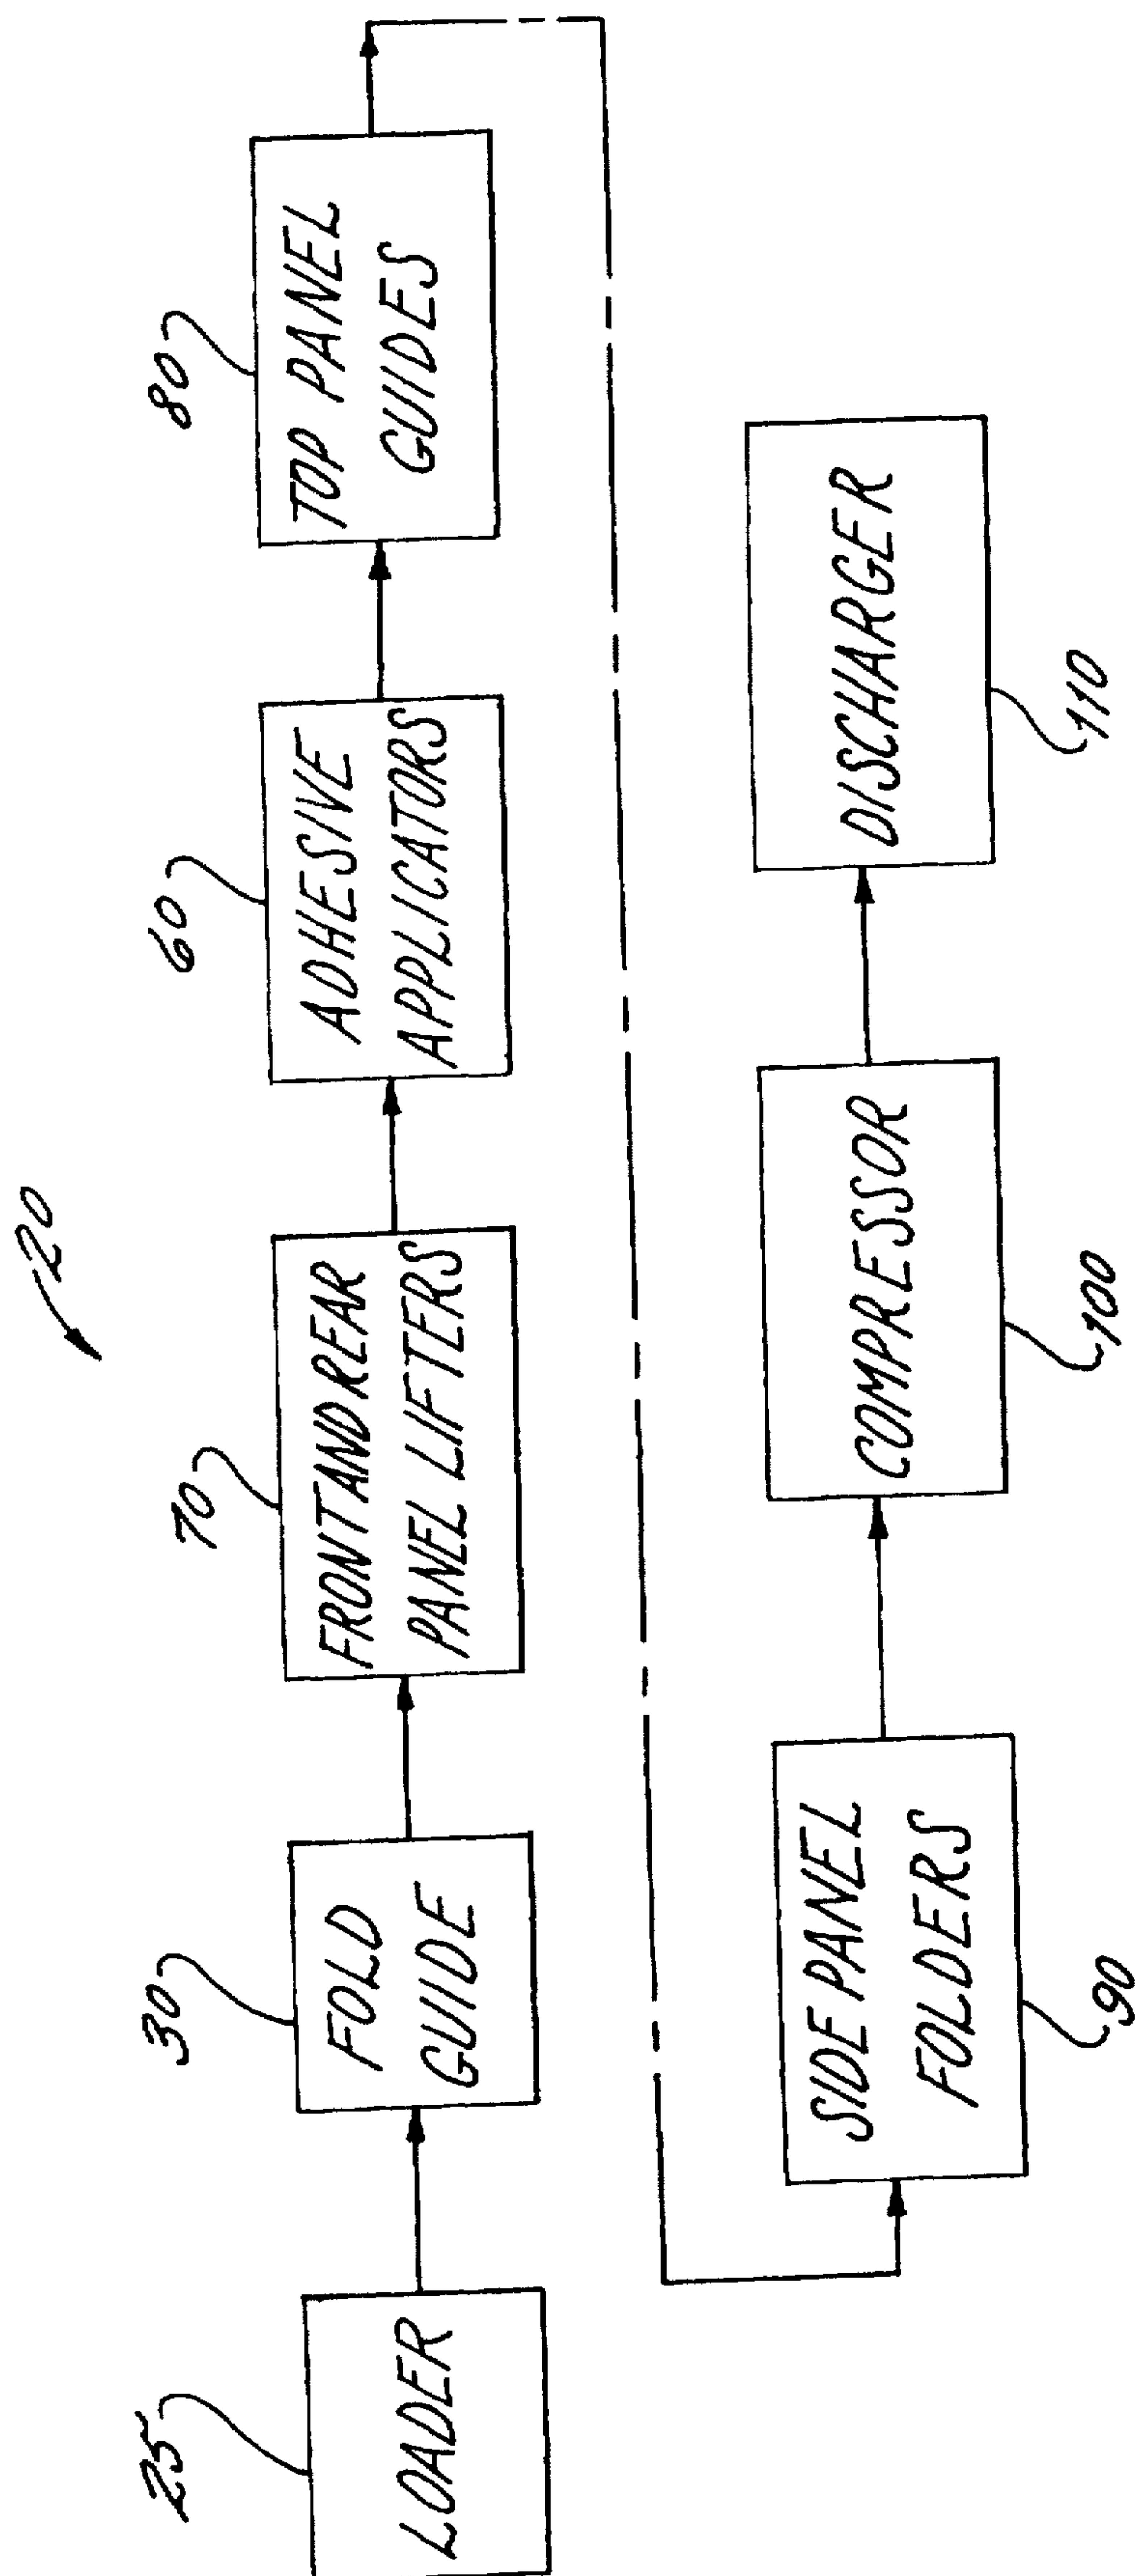 20
25
LOADER
30
FOLD
GUIDE
70
FRONT AND REAR
PANEL LIFTERS
60
ADHESIVE
APPLICATORS
80
TOP PANEL
GUIDES
SIDE PANEL
FOLDERS
90
COMPRESSOR
100
DISCHARGER
110